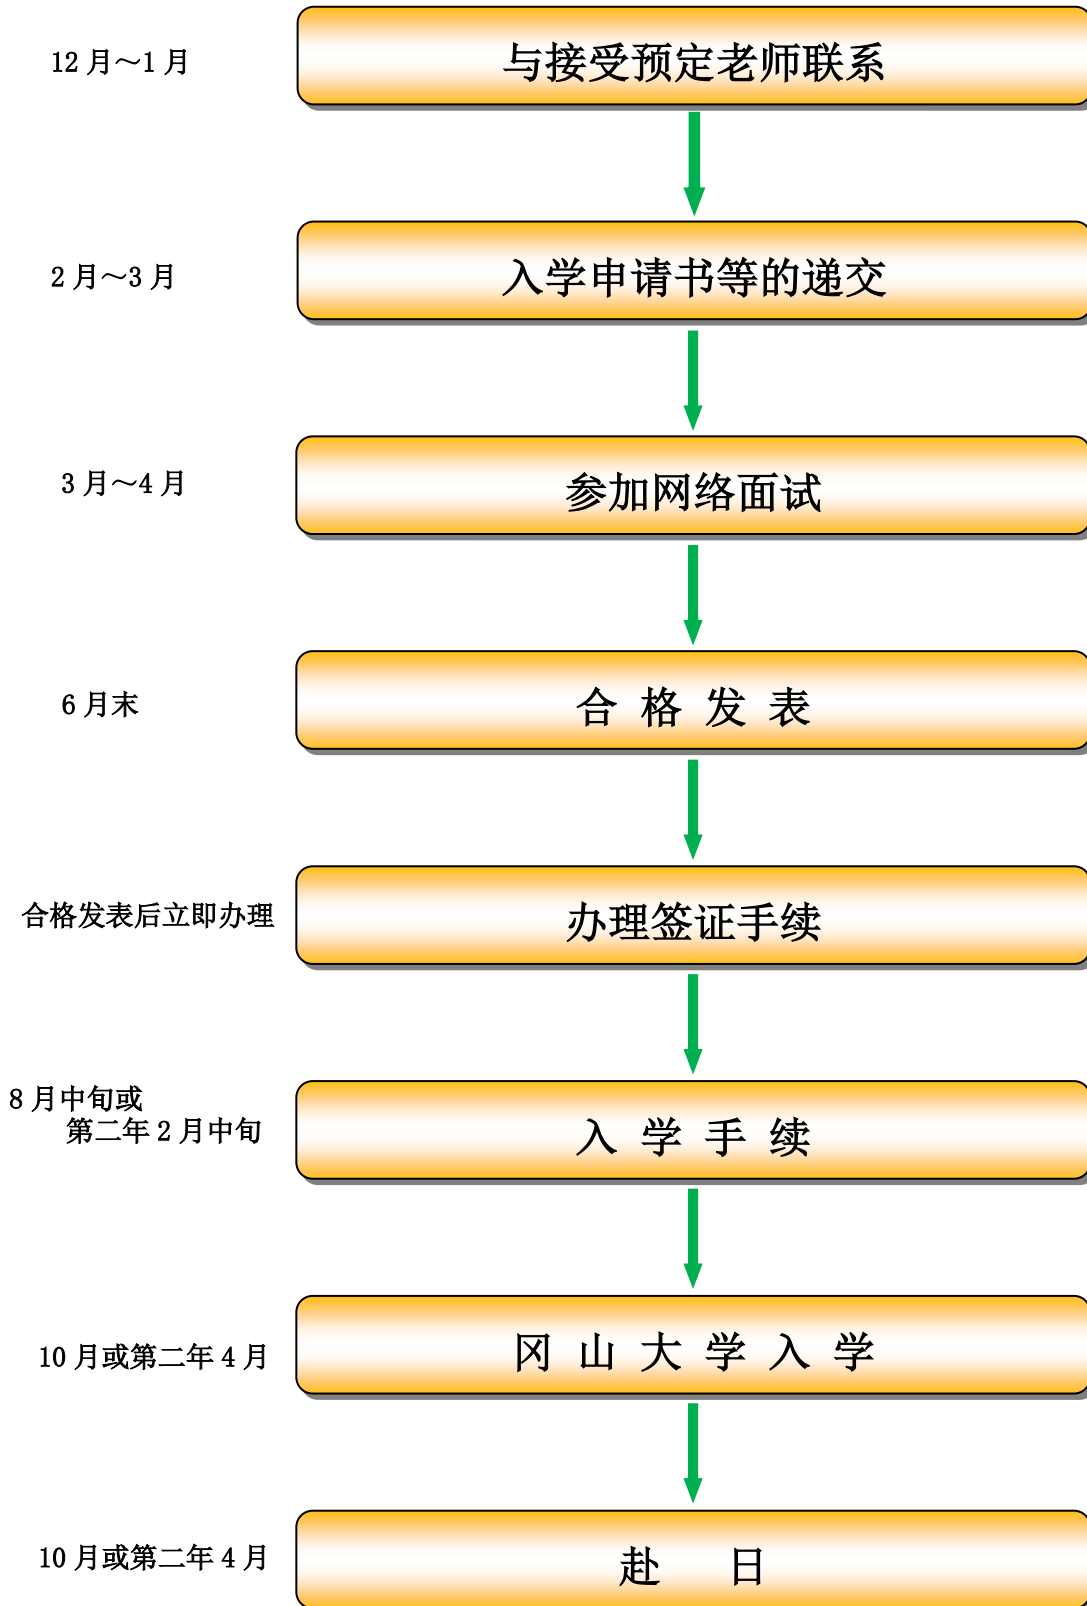 12月～1月
与接受预定老师联系
2月～3月
入学申请书等的递交
3月～4月
参加网络面试
6月末
合 格 发 表
合格发表后立即办理
办理签证手续
8月中旬或
第二年2月中旬
入 学 手 续
10月或第二年4月
冈 山 大 学 入 学
10月或第二年4月
赴 日